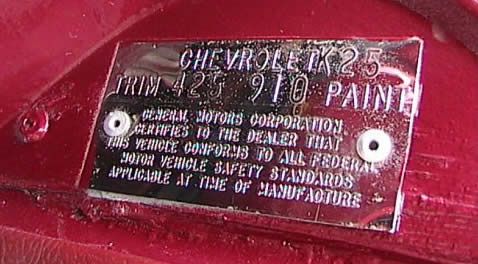 CHEVROLET K25
TRIM 425 910 PAINT
GENERAL MOTORS CORPORATION
CERTIFIES TO THE DEALER THAT
THIS VEHICLE CONFORMS TO ALL FEDERAL
MOTOR VEHICLE SAFETY STANDARDS
APPLICABLE AT TIME OF MANUFACTURE